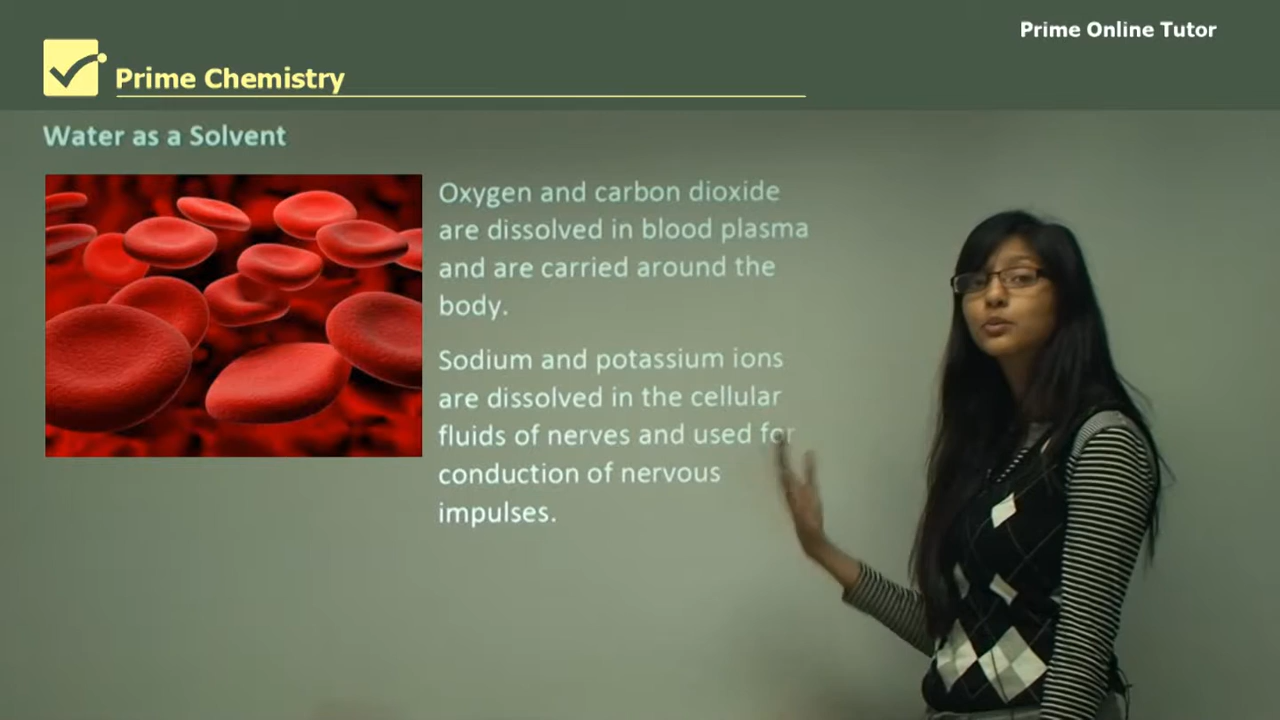 Prime Online Tutor
Prime Chemistry
Water as a Solvent
Oxygen and carbon dioxide
are dissolved in blood plasma
and are carried around the
body.
Sodium and potassium ions
are dissolved in the cellular
fluids of nerves and used for
conduction of nervous
impulses.